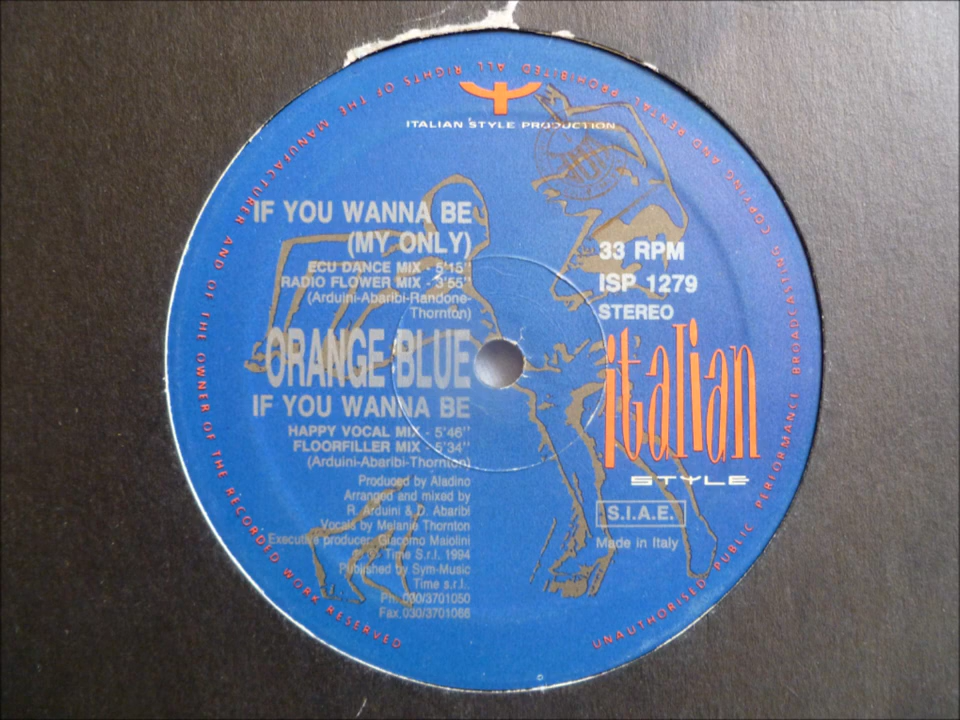 ITALIAN STYLE PRODUCTION
IF YOU WANNA BE
(MY ONLY)
ECU DANCE MIX - 5'15''
RADIO FLOWER MIX - 3'55''
(Arduini-Abaribi-Randone-
Thornton)
ORANGE BLUE
IF YOU WANNA BE
HAPPY VOCAL MIX - 5'46''
FLOORFILLER MIX - 5'34''
(Arduini-Abaribi-Thornton)
Produced by Aladino
Arranged and mixed by
R. Arduini & D. Abaribi
Vocals by Melanie Thornton
Executive producer: Giacomo Maiolini
Time S.r.l. 1994
Published by Sym-Music
Time s.r.l.
Ph. 030/3701050
Fax.030/3701066
33 RPM
ISP 1279
STEREO
italian
STYLE
S.I.A.E.
Made in Italy
UNAUTHORISED PUBLIC PERFORMANCE BROADCASTING COPYING AND RENTAL PROHIBITED ALL RIGHTS OF THE MANUFACTURER AND OF THE OWNER OF THE RECORDED WORK RESERVED